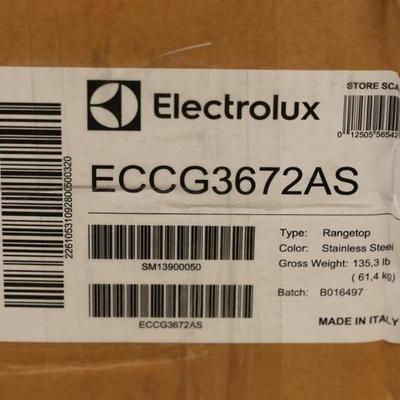 STORE SCA
Electrolux
0 12505 56542
ECCG3672AS
22610531092800600320
SM13900050
ECCG3672AS
Type: Rangetop
Color: Stainless Steel
Gross Weight: 135,3 lb
( 61,4 kg)
Batch: B016497
MADE IN ITALY